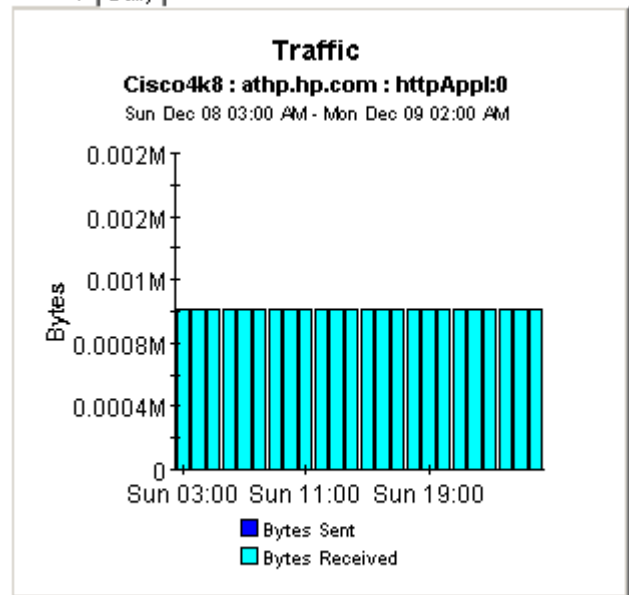 Traffic
Cisco4k8 : athp.hp.com : httpAppl:0
Sun Dec 08 03:00 AM - Mon Dec 09 02:00 AM
0.002M
0.002M
0.001M
0.0008M
0.0004M
0
Bytes
Sun 03:00 Sun 11:00 Sun 19:00
Bytes Sent
Bytes Received